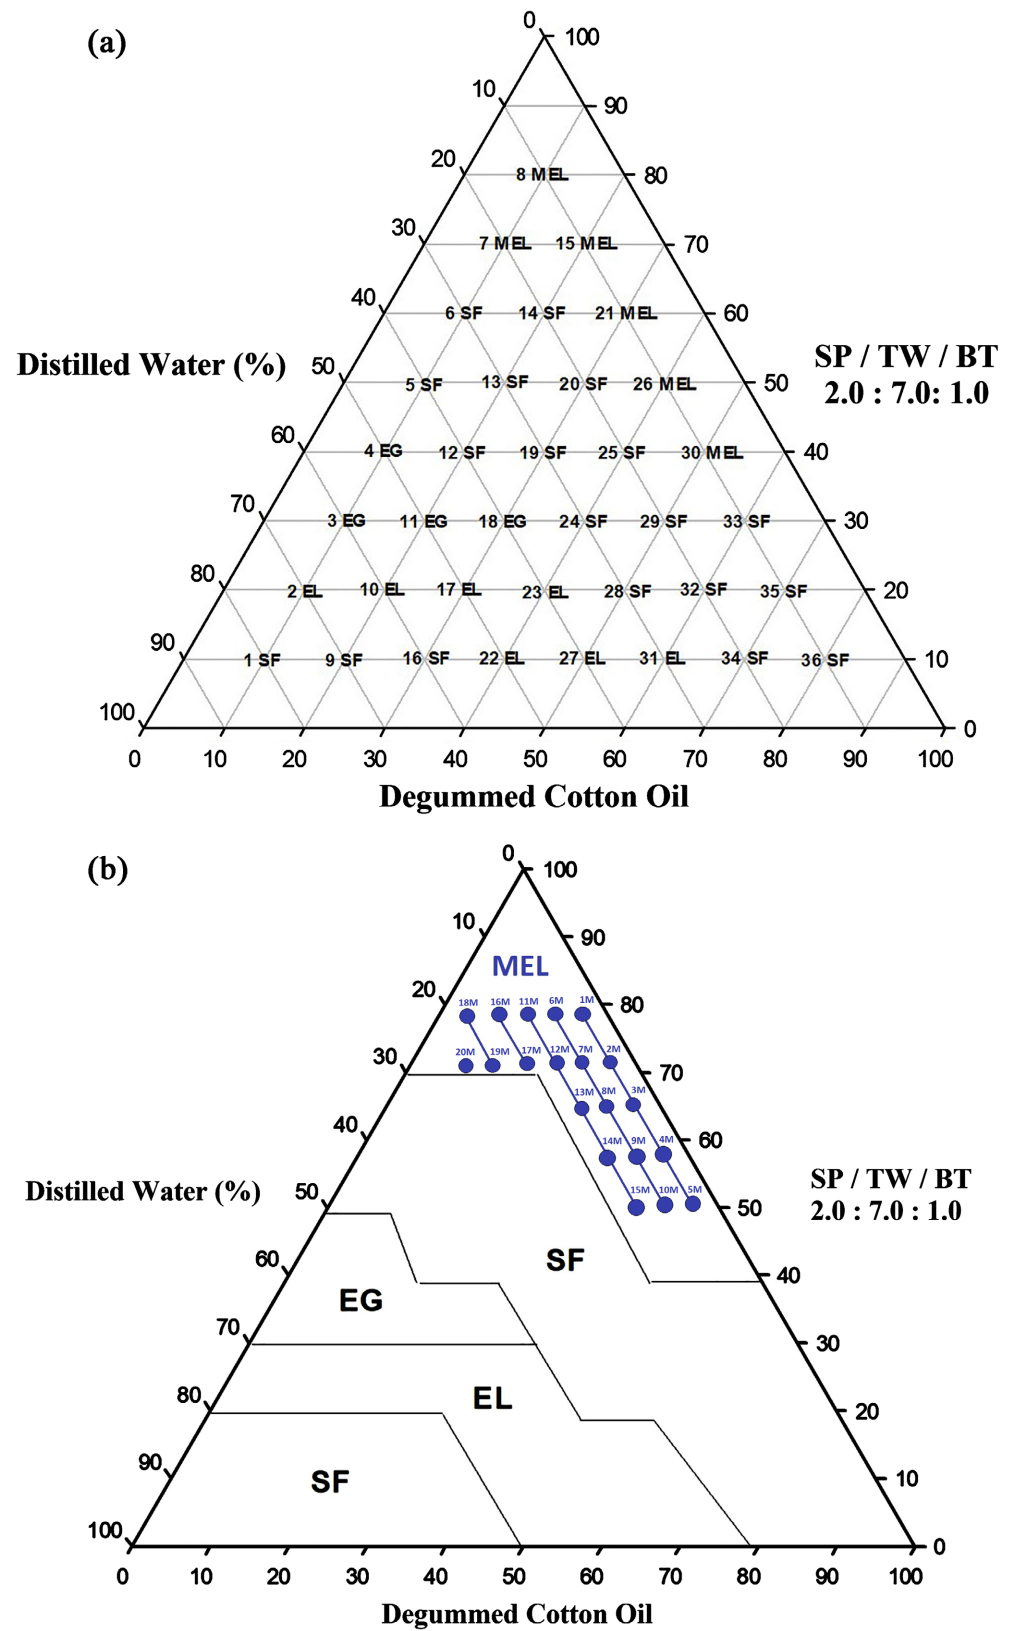 (a)
0
100
10
90
8 MEL
20
80
7 MEL 15 MEL
30
70
6 SF 14 SF 21 MEL
40
60
Distilled Water (%)
SP / TW / BT
2.0 : 7.0: 1.0
5 SF 13 SF 20 SF 26 MEL
50
50
4 EG 12 SF 19 SF 25 SF 30 MEL
60
40
3 EG 11 EG 18 EG 24 SF 29 SF 33 SF
70
30
2 EL 10 EL 17 EL 23 EL 28 SF 32 SF 35 SF
80
20
1 SF 9 SF 16 SF 22 EL 27 EL 31 EL 34 SF 36 SF
90
10
100
0
0 10 20 30 40 50 60 70 80 90 100
Degummed Cotton Oil
(b)
0
100
10
90
MEL
20
80
18M 16M 11M 6M 1M
20M 19M 17M 12M 7M 2M
30
70
13M 8M 3M
40
60
14M 9M 4M
Distilled Water (%)
SP / TW / BT
2.0 : 7.0 : 1.0
15M 10M 5M
50
50
SF
60
40
EG
70
30
EL
80
20
SF
90
10
100
0
0 10 20 30 40 50 60 70 80 90 100
Degummed Cotton Oil